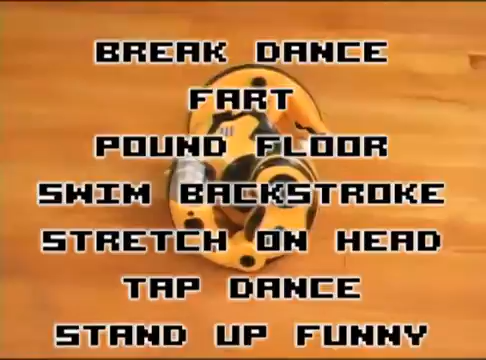 BREAK DANCE
FART
POUND FLOOR
SWIM BACKSTROKE
STRETCH ON HEAD
TAP DANCE
STAND UP FUNNY